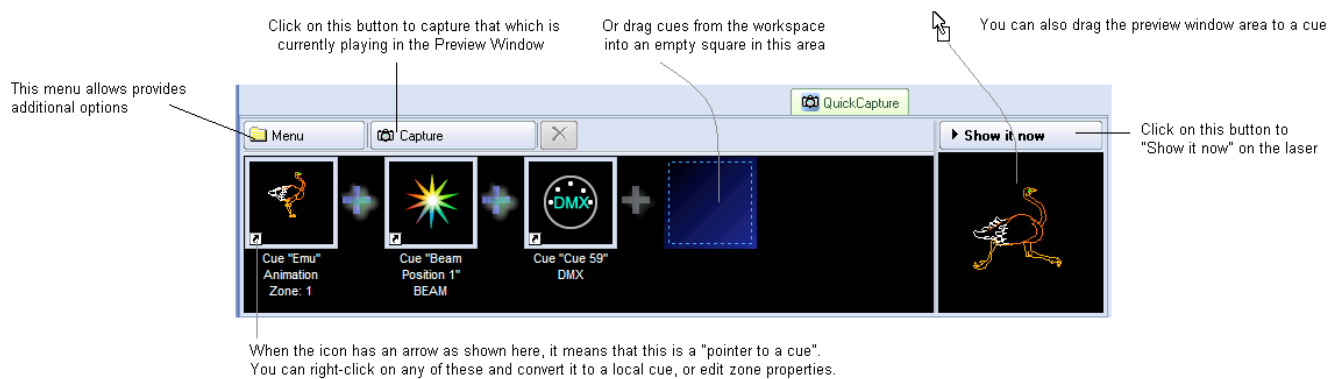 Click on this button to capture that which is
currently playing in the Preview Window
Or drag cues from the workspace
into an empty square in this area
You can also drag the preview window area to a cue
This menu allows provides
additional options
QuickCapture
Menu
Capture
Show it now
Click on this button to
"Show it now" on the laser
DMX
Cue "Emu"
Animation
Zone: 1
Cue "Beam
Position 1"
BEAM
Cue "Cue 59"
DMX
When the icon has an arrow as shown here, it means that this is a "pointer to a cue".
You can right-click on any of these and convert it to a local cue, or edit zone properties.